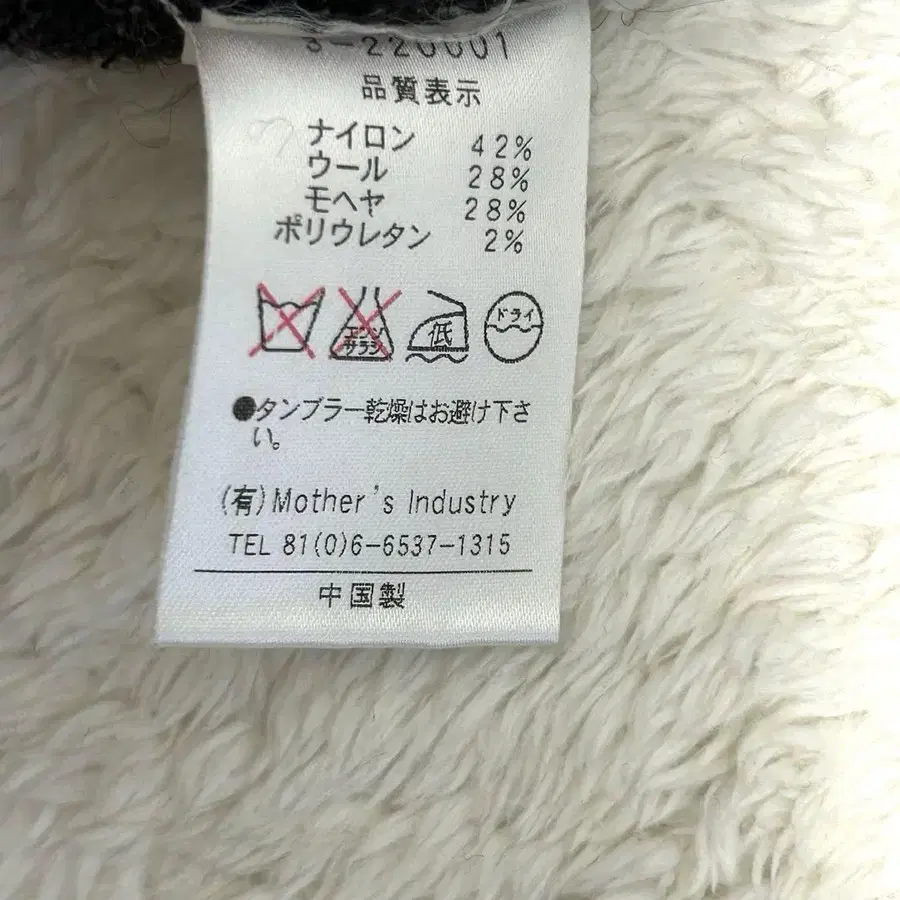 3-220001
品質表示
ナイロン 42%
ウール 28%
モヘヤ 28%
ポリウレタン 2%
エンソ
サラシ
低
ドライ
●タンブラー乾燥はお避け下さ
い。
(有)Mother's Industry
TEL 81(0)6-6537-1315
中国製